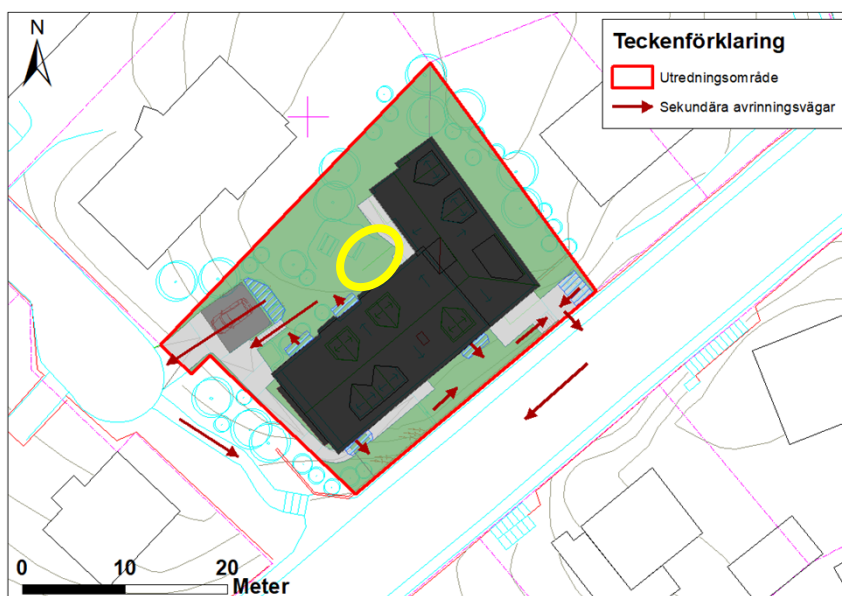 N
Teckenförklaring
Utredningsområde
Sekundära avrinningsvägar
0 10 20
Meter